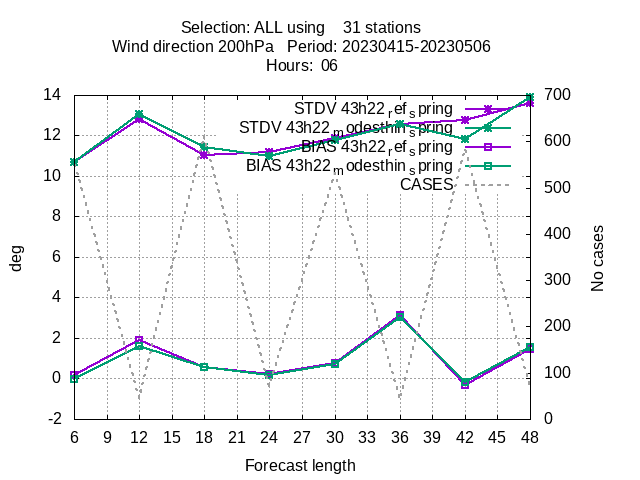 Selection: ALL using    31 stations
Wind direction 200hPa   Period: 20230415-20230506
Hours:  06
STDV 43h22_ref_spring
STDV 43h22_modesthin_spring
BIAS 43h22_ref_spring
BIAS 43h22_modesthin_spring
CASES
14
12
10
8
6
4
2
0
-2
deg
700
600
500
400
300
200
100
0
No cases
6 9 12 15 18 21 24 27 30 33 36 39 42 45 48
Forecast length